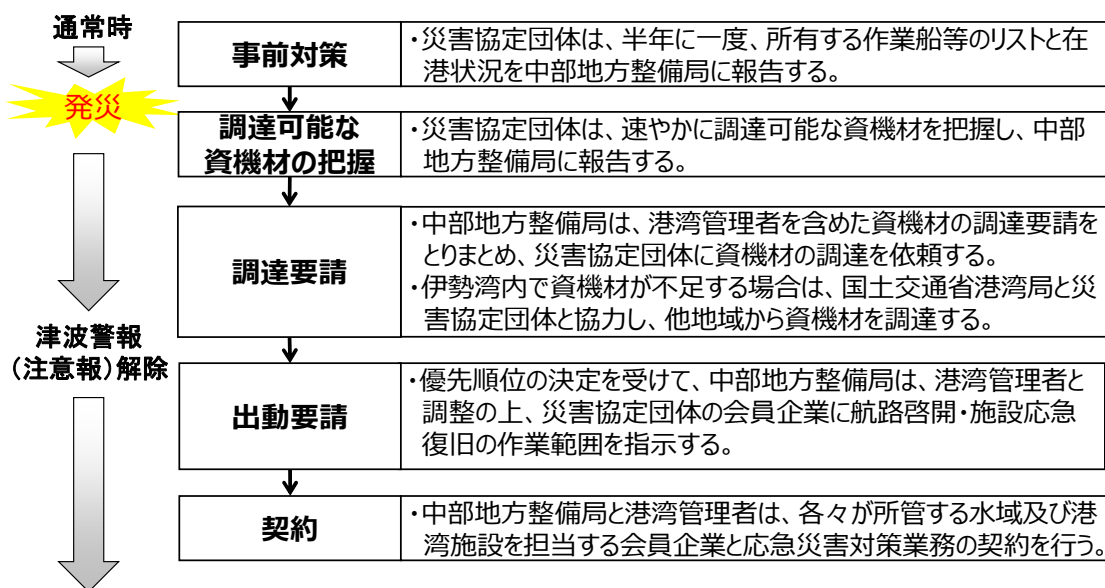 通常時
発災
津波警報
（注意報）解除
事前対策
・災害協定団体は、半年に一度、所有する作業船等のリストと在
港状況を中部地方整備局に報告する。
調達可能な
資機材の把握
・災害協定団体は、速やかに調達可能な資機材を把握し、中部
地方整備局に報告する。
調達要請
・中部地方整備局は、港湾管理者を含めた資機材の調達要請を
とりまとめ、災害協定団体に資機材の調達を依頼する。
・伊勢湾内で資機材が不足する場合は、国土交通省港湾局と災
害協定団体と協力し、他地域から資機材を調達する。
出動要請
・優先順位の決定を受けて、中部地方整備局は、港湾管理者と
調整の上、災害協定団体の会員企業に航路啓開・施設応急
復旧の作業範囲を指示する。
契約
・中部地方整備局と港湾管理者は、各々が所管する水域及び港
湾施設を担当する会員企業と応急災害対策業務の契約を行う。